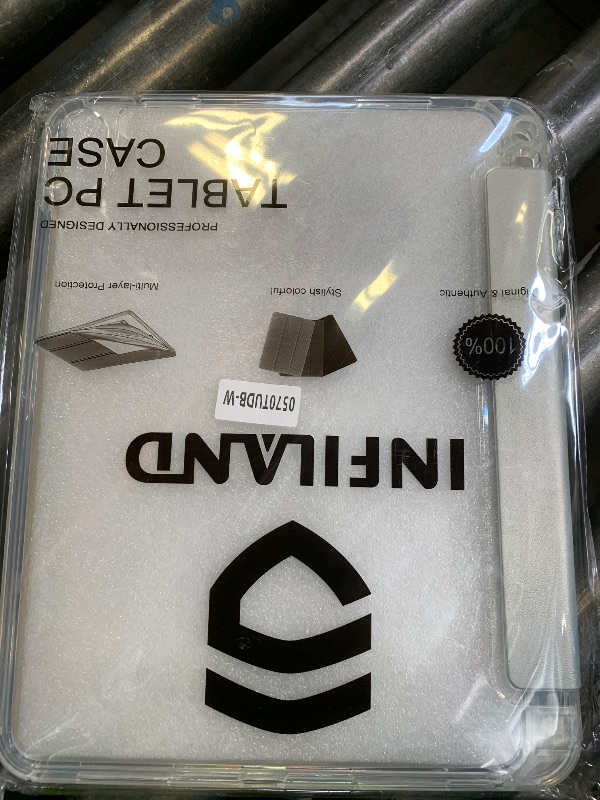 INFILAND
0570TUDB-W
100%
Original & Authentic
Stylish colorful
Multi-layer Protection
PROFESSIONALLY DESIGNED
TABLET PC
CASE